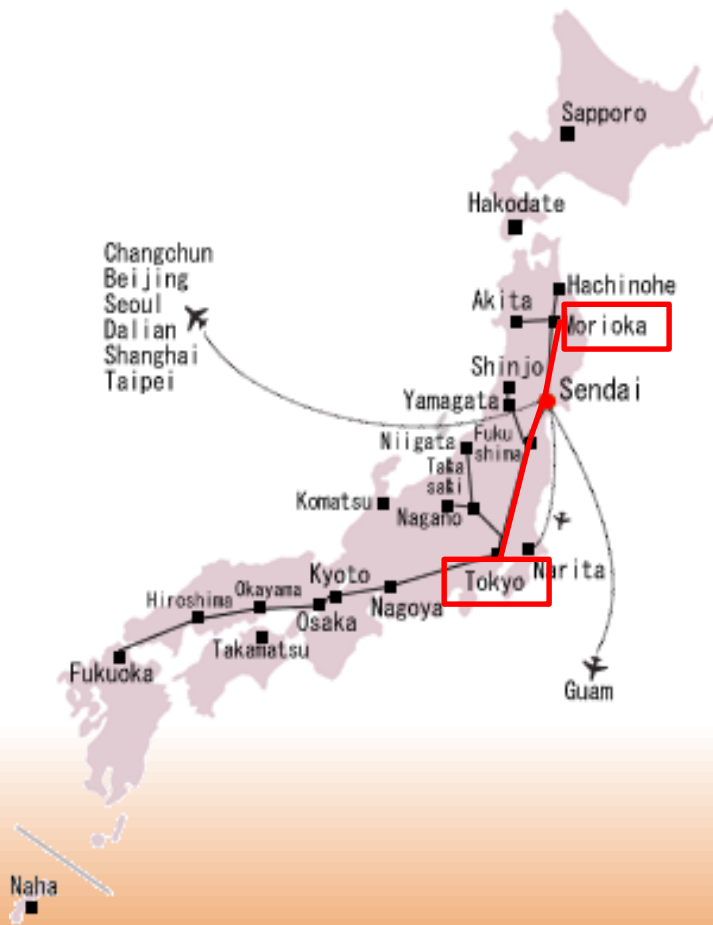 Sapporo
Hakodate
Changchun
Beijing
Seoul
Dalian
Shanghai
Taipei
Hachinohe
Akita
Morioka
Shinjo
Yamagata
Sendai
Niigata
Fuku
shima
Taka
saki
Komatsu
Nagano
Narita
Tokyo
Kyoto
Okayama
Hiroshima
Nagoya
Osaka
Takamatsu
Fukuoka
Guam
Naha